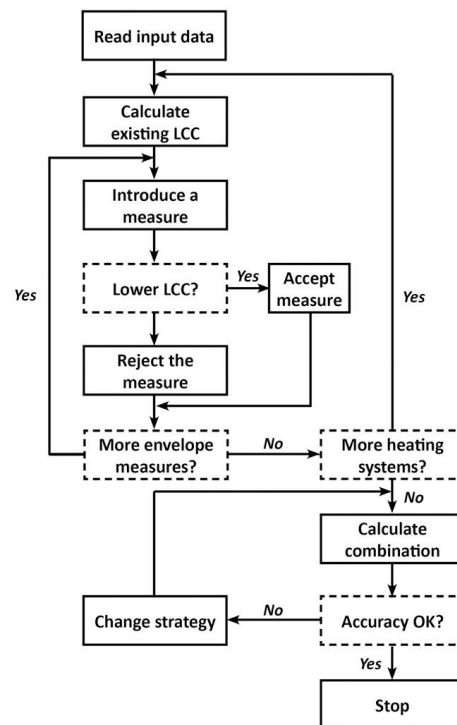 Read input data
Calculate
existing LCC
Introduce a
measure
Yes
Lower LCC?
Yes
Accept
measure
Yes
Reject the
measure
More envelope
measures?
No
More heating
systems?
No
Calculate
combination
Change strategy
No
Accuracy OK?
Yes
Stop